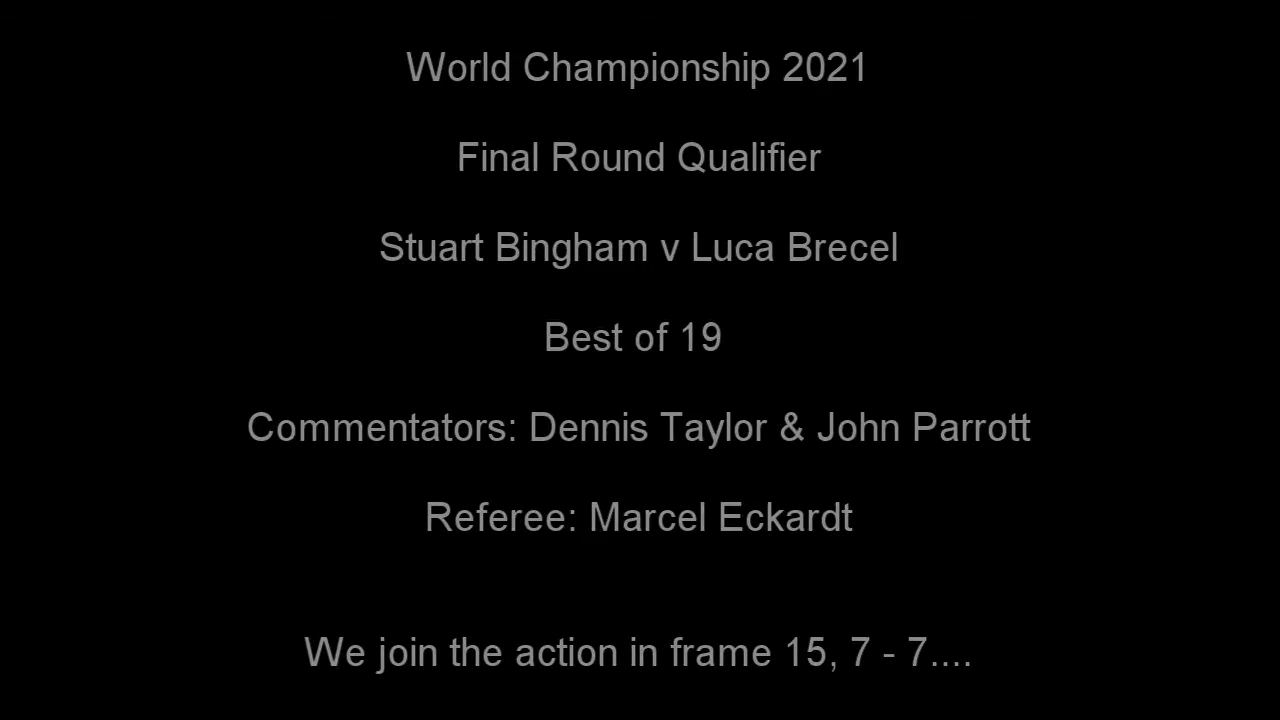 World Championship 2021
Final Round Qualifier
Stuart Bingham v Luca Brecel
Best of 19
Commentators: Dennis Taylor & John Parrott
Referee: Marcel Eckardt
We join the action in frame 15, 7 - 7....